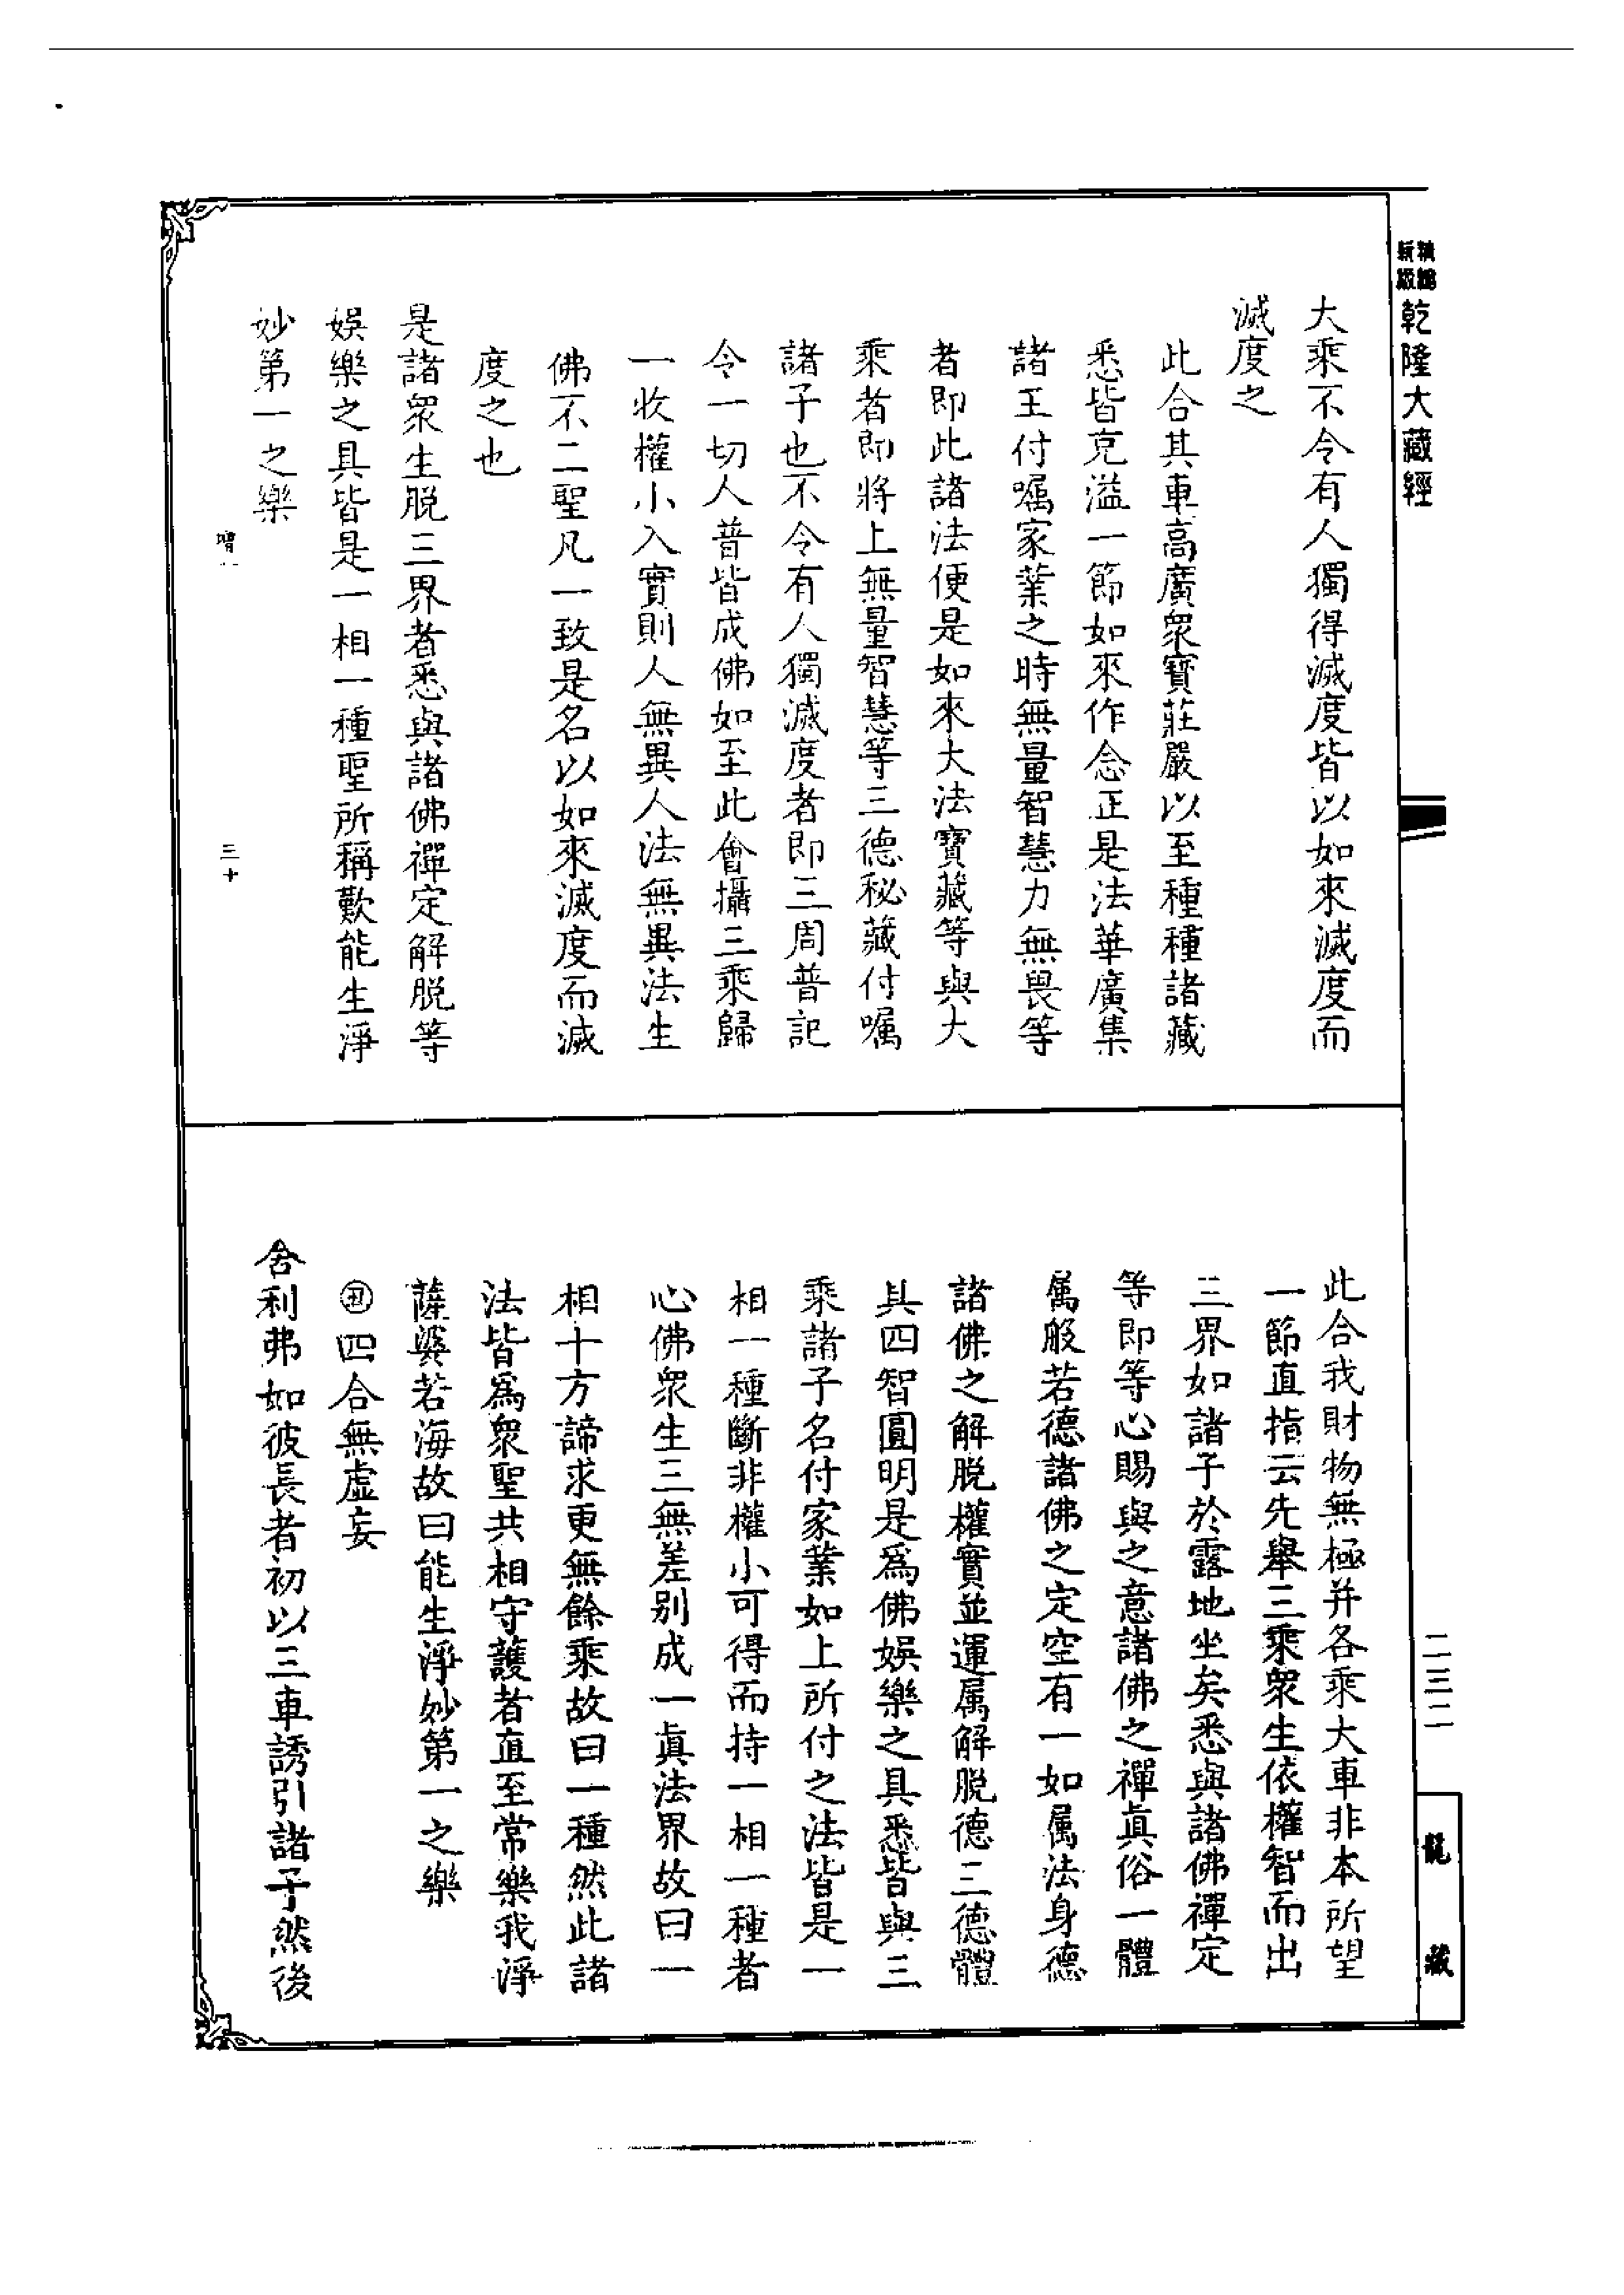 精縮
新版
乾隆大藏經
大乘不令有人獨得滅度皆以如來滅度而
滅度之
此合其車高廣眾寶莊嚴以至種種諸藏
悉皆充溢一節如來作念正是法華廣集
諸王付囑家業之時無量智慧力無畏等
者即此諸法便是如來大法寶藏等與大
乘者即將上無量智慧等三德秘藏付囑
諸子也不令有人獨滅度者即三周普記
令一切人普皆成佛如至此會攝三乘歸
一收權小入實則人無異人法無異法生
佛不二聖凡一致是名以如來滅度而滅
度之也
是諸眾生脫三界者悉與諸佛禪定解脫等
娛樂之具皆是一相一種聖所稱歎能生淨
妙第一之樂
三十
此合我財物無極并各乘大車非本所望
一節直指云先舉三乘眾生依權智而出
三界如諸子於露地坐矣悉與諸佛禪定
等即等心賜與之意諸佛之禪真俗一體
属般若德諸佛之定空有一如属法身德
諸佛之解脫權實並運属解脫德三德體
具四智圓明是為佛娛樂之具悉皆與三
乘諸子名付家業如上所付之法皆是一
相一種斷非權小可得而持一相一種者
心佛眾生三無差别成一真法界故曰一
相十方諦求更無餘乘故曰一種然此諸
法皆為眾聖共相守護者直至常樂我淨
薩婆若海故曰能生淨妙第一之樂
㊄四合無虚妄
舍利弗如彼長者初以三車誘引諸子然後
二三二
龍藏